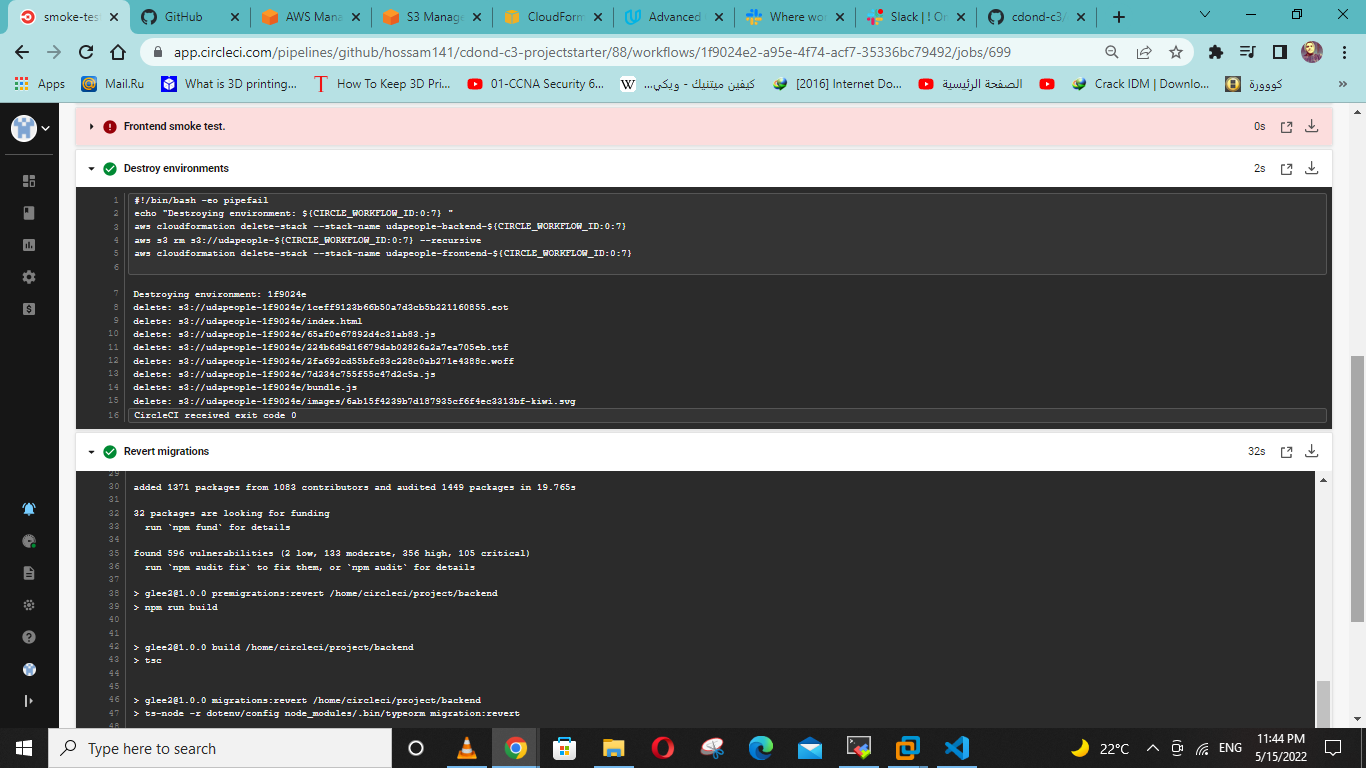 smoke-tes
GitHub
AWS Mana
S3 Manage
CloudForm
Advanced
Where wo
Slack | ! On
cdond-c3/
app.circleci.com/pipelines/github/hossam141/cdond-c3-projectstarter/88/workflows/1f9024e2-a95e-4f74-acf7-35336bc79492/jobs/699
Apps
Mail.Ru
What is 3D printing...
How To Keep 3D Pri...
01-CCNA Security 6...
كيفين ميتنيك - ويكي...
[2016] Internet Do...
الصفحة الرئيسية
Crack IDM | Downlo...
كووورة
»
Frontend smoke test.
0s
Destroy environments
2s
1 #!/bin/bash -eo pipefail
2 echo "Destroying environment: ${CIRCLE_WORKFLOW_ID:0:7} "
3 aws cloudformation delete-stack --stack-name udapeople-backend-${CIRCLE_WORKFLOW_ID:0:7}
4 aws s3 rm s3://udapeople-${CIRCLE_WORKFLOW_ID:0:7} --recursive
5 aws cloudformation delete-stack --stack-name udapeople-frontend-${CIRCLE_WORKFLOW_ID:0:7}
6
7 Destroying environment: 1f9024e
8 delete: s3://udapeople-1f9024e/1ceff9123b66b50a7d3cb5b221160855.eot
9 delete: s3://udapeople-1f9024e/index.html
10 delete: s3://udapeople-1f9024e/65af0e67892d4c31ab83.js
11 delete: s3://udapeople-1f9024e/224b6d9d16679dab02826a2a7ea705eb.ttf
12 delete: s3://udapeople-1f9024e/2fa692cd55bfc83c228c0ab271e4388c.woff
13 delete: s3://udapeople-1f9024e/7d234c755f55c47d2c5a.js
14 delete: s3://udapeople-1f9024e/bundle.js
15 delete: s3://udapeople-1f9024e/images/6ab15f4239b7d187935cf6f4ec3313bf-kiwi.svg
16 CircleCI received exit code 0
Revert migrations
32s
29
30 added 1371 packages from 1083 contributors and audited 1449 packages in 19.765s
31
32 32 packages are looking for funding
33 run `npm fund` for details
34
35 found 596 vulnerabilities (2 low, 133 moderate, 356 high, 105 critical)
36 run `npm audit fix` to fix them, or `npm audit` for details
37
38 > glee2@1.0.0 premigrations:revert /home/circleci/project/backend
39 > npm run build
40
41
42 > glee2@1.0.0 build /home/circleci/project/backend
43 > tsc
44
45
46 > glee2@1.0.0 migrations:revert /home/circleci/project/backend
47 > ts-node -r dotenv/config node_modules/.bin/typeorm migration:revert
48
Type here to search
22°C
ENG
11:44 PM
5/15/2022